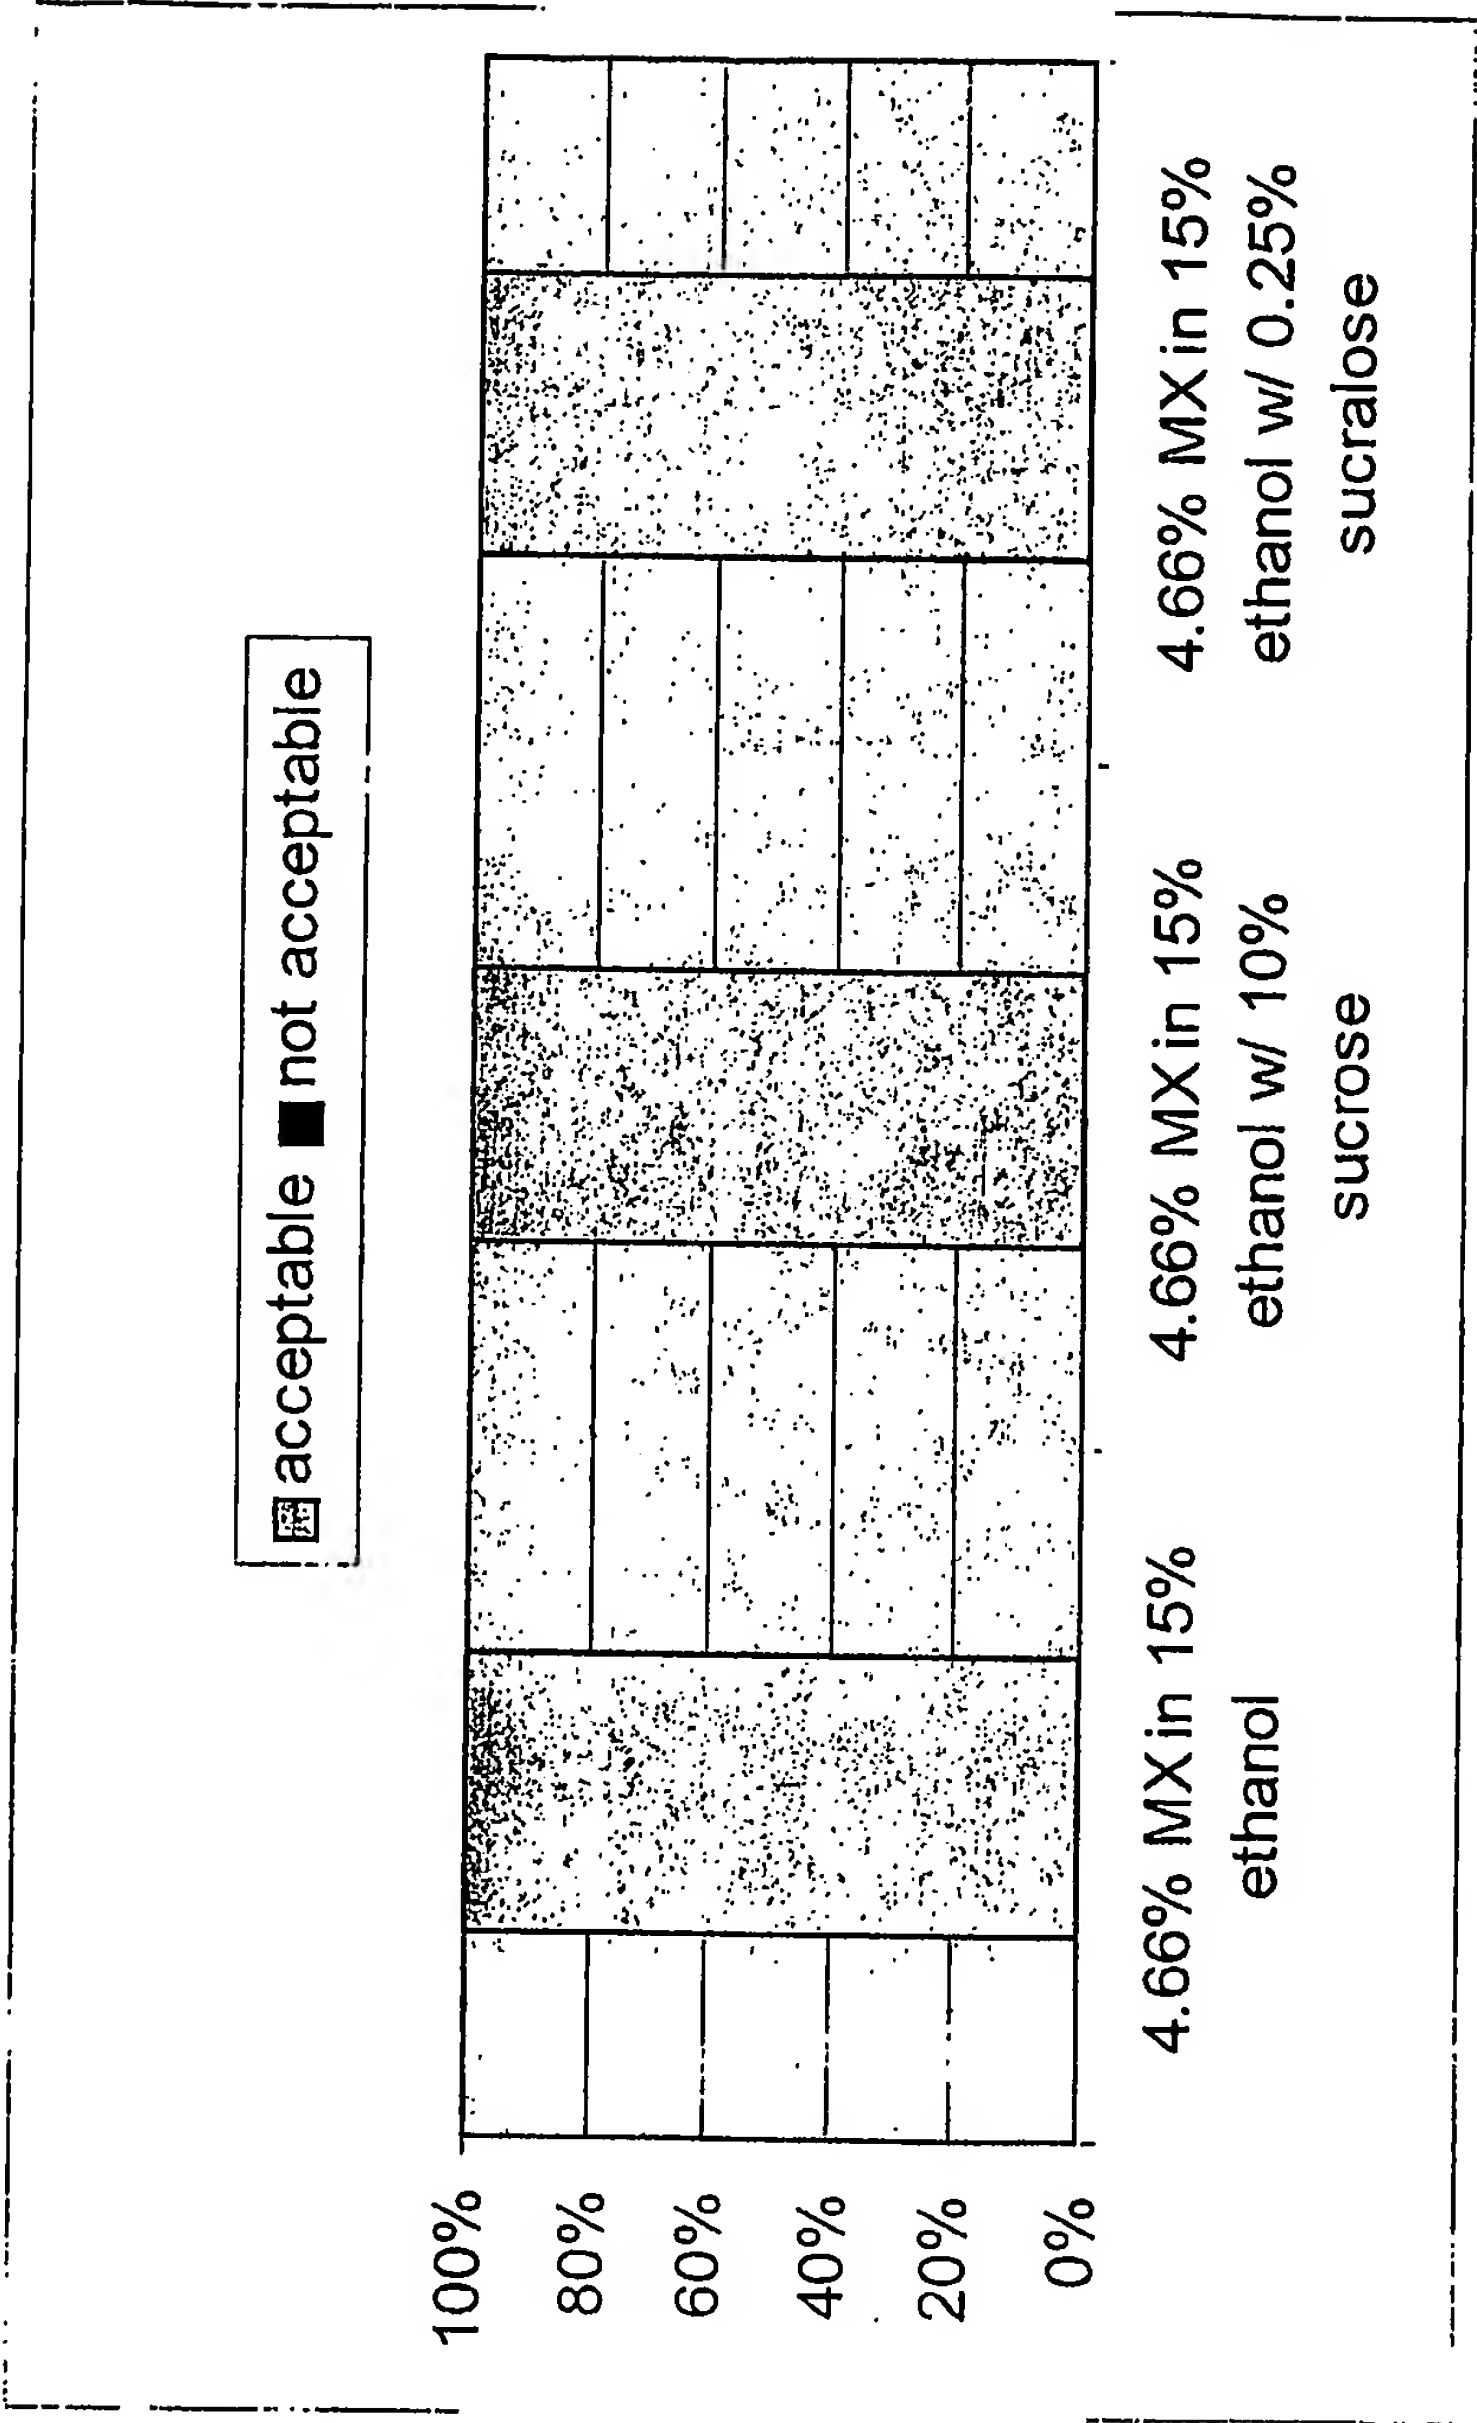 acceptable not acceptable
100%
80%
60%
40%
20%
0%
4.66% MX in 15%
ethanol
4.66% MX in 15%
ethanol w/ 10%
sucrose
4.66% MX in 15%
ethanol w/ 0.25%
sucralose